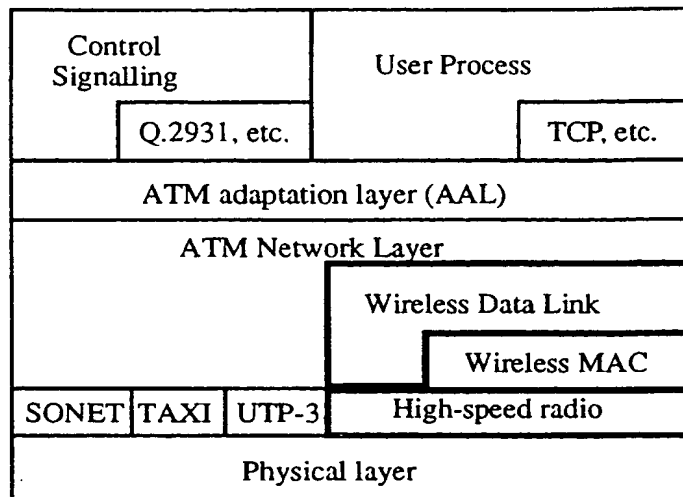 Control
Signalling
User Process
Q.2931, etc.
TCP, etc.
ATM adaptation layer (AAL)
ATM Network Layer
Wireless Data Link
Wireless MAC
SONET
TAXI
UTP-3
High-speed radio
Physical layer